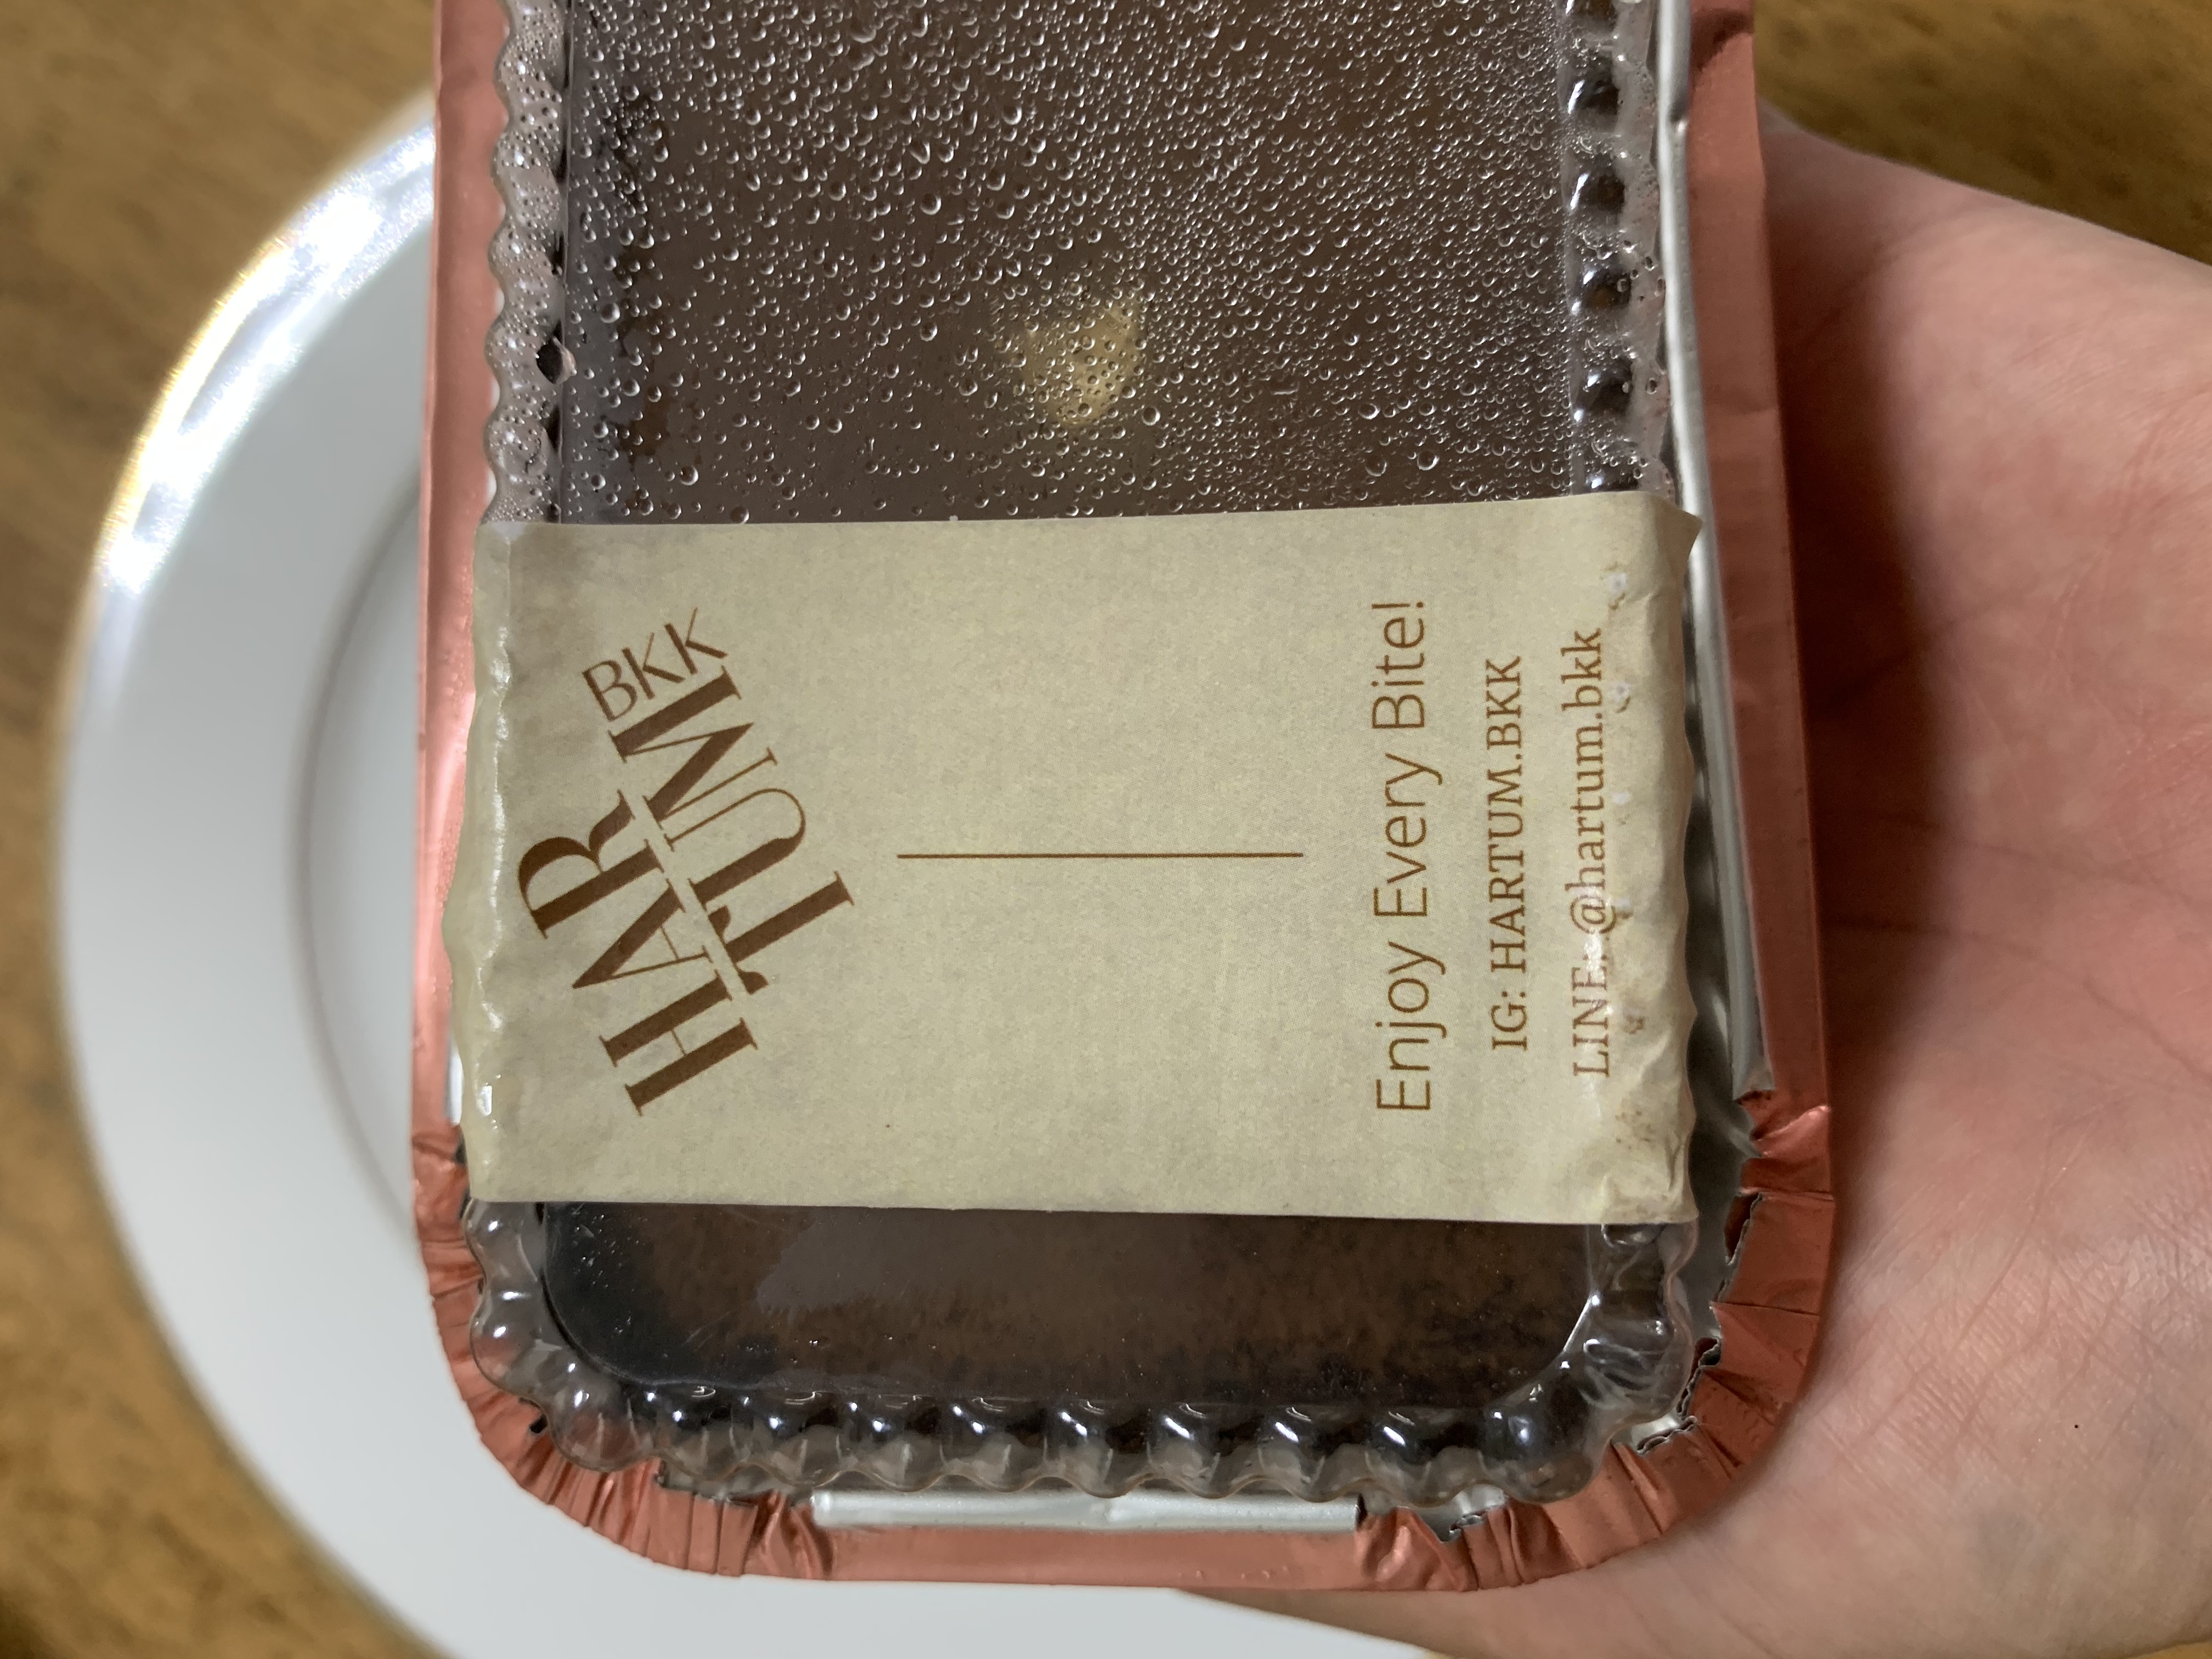 HAR
TUM BKK
Enjoy Every Bite!
IG: HARTUM.BKK
LINE: @hartum.bkk